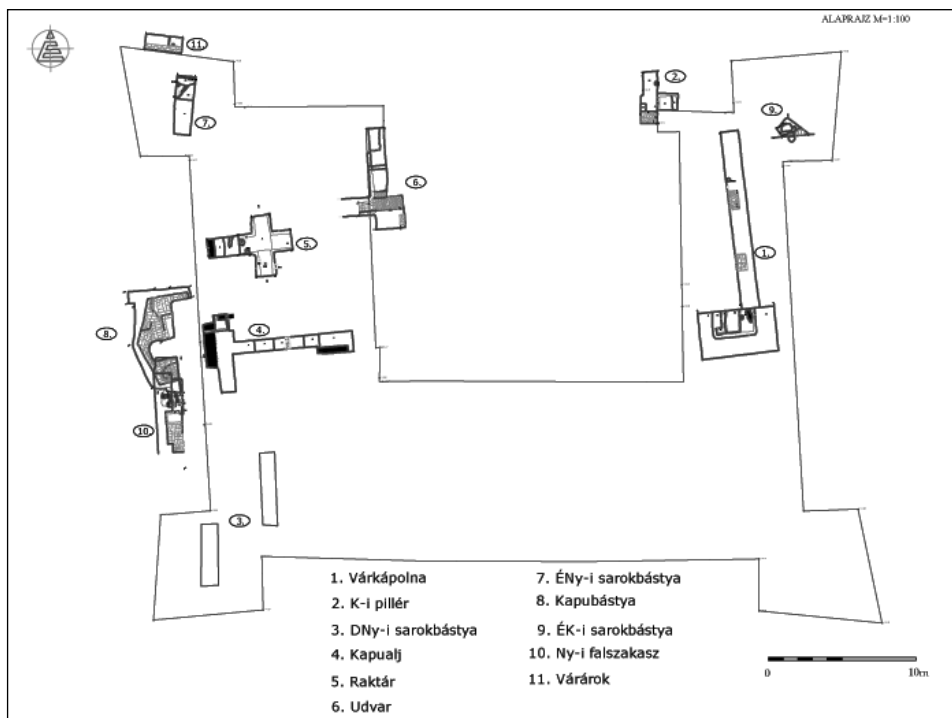 ALAPRAJZ M=1:100
11.
2.
7.
9.
6.
5.
1.
8.
4.
10.
3.
1. Várkápolna
2. K-i pillér
3. DNy-i sarokbástya
4. Kapualj
5. Raktár
6. Udvar
7. ÉNy-i sarokbástya
8. Kapubástya
9. ÉK-i sarokbástya
10. Ny-i falszakasz
11. Várárok
0 10m